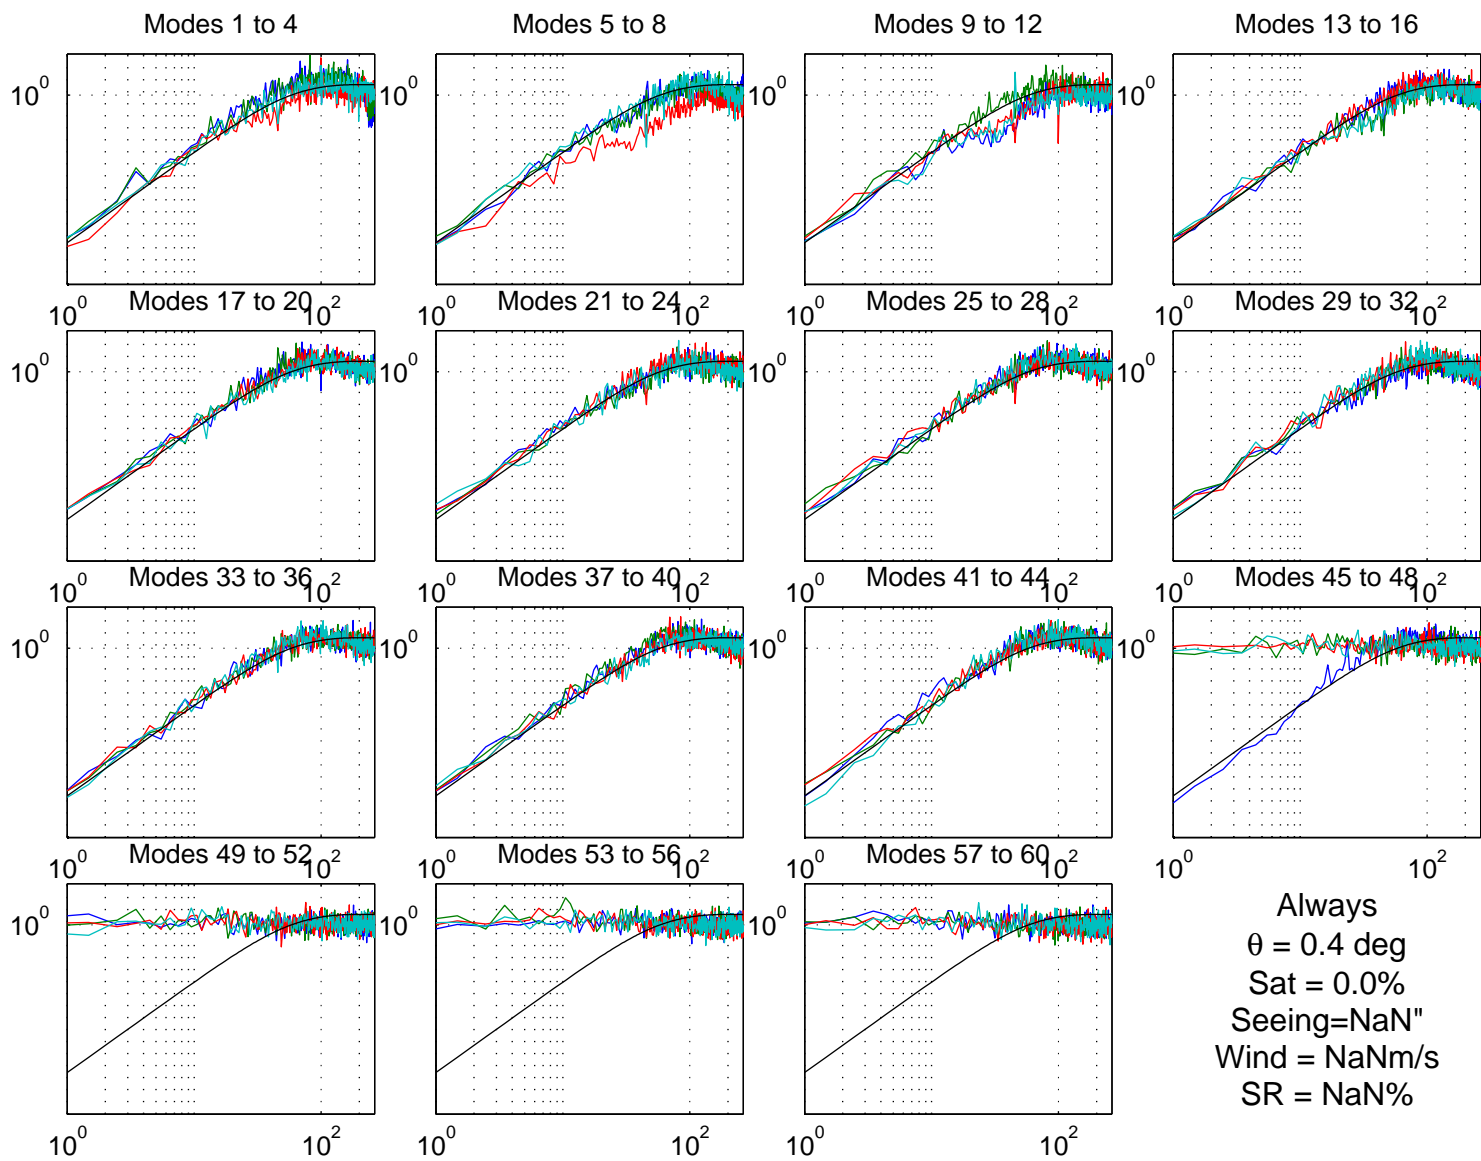 Modes 1 to 4
Modes 5 to 8
Modes 9 to 12
Modes 13 to 16
10^0
10^0
10^0
10^0
10^0
10^2
10^0
10^2
10^0
10^2
10^0
10^2
Modes 17 to 20
Modes 21 to 24
Modes 25 to 28
Modes 29 to 32
10^0
10^0
10^0
10^0
10^0
10^2
10^0
10^2
10^0
10^2
10^0
10^2
Modes 33 to 36
Modes 37 to 40
Modes 41 to 44
Modes 45 to 48
10^0
10^0
10^0
10^0
10^0
10^2
10^0
10^2
10^0
10^2
10^0
10^2
Modes 49 to 52
Modes 53 to 56
Modes 57 to 60
10^0
10^0
10^0
10^0
10^2
10^0
10^2
10^0
10^2
Always
θ = 0.4 deg
Sat = 0.0%
Seeing=NaN"
Wind = NaNm/s
SR = NaN%